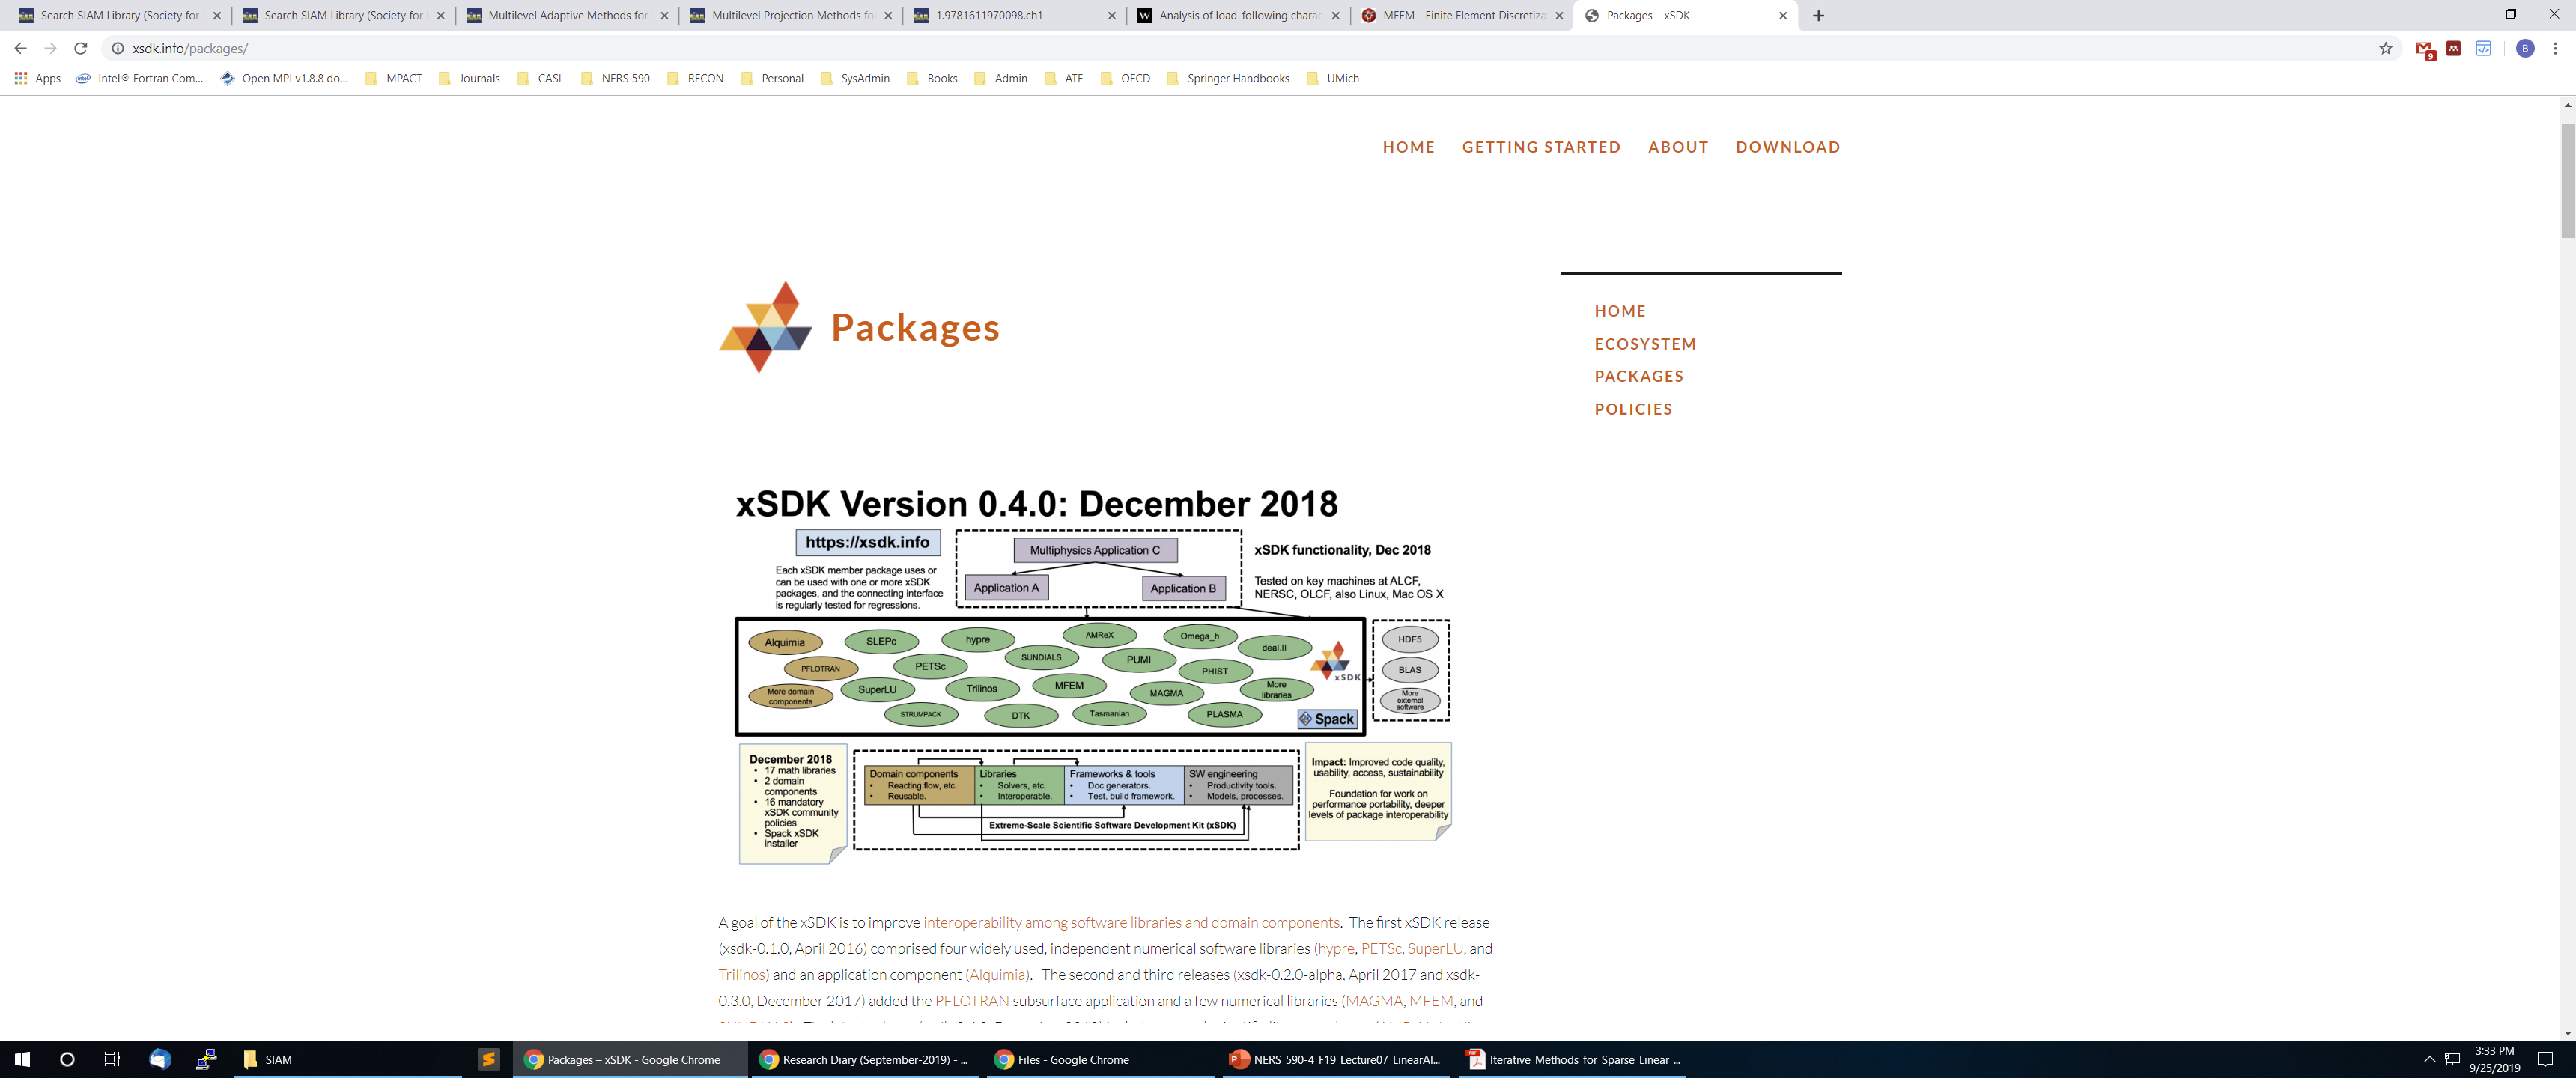 Search SIAM Library (Society for
Search SIAM Library (Society for
Multilevel Adaptive Methods for
Multilevel Projection Methods fo
1.9781611970098.ch1
Analysis of load-following charac
MFEM - Finite Element Discretiza
Packages – xSDK
xsdk.info/packages/
9
B
Apps
Intel® Fortran Com...
Open MPI v1.8.8 do...
MPACT
Journals
CASL
NERS 590
RECON
Personal
SysAdmin
Books
Admin
ATF
OECD
Springer Handbooks
UMich
HOME GETTING STARTED ABOUT DOWNLOAD
Packages
HOME
ECOSYSTEM
PACKAGES
POLICIES
xSDK Version 0.4.0: December 2018
https://xsdk.info
Each xSDK member package uses or
can be used with one or more xSDK
packages, and the connecting interface
is regularly tested for regressions.
Multiphysics Application C
Application A
Application B
xSDK functionality, Dec 2018
Tested on key machines at ALCF,
NERSC, OLCF, also Linux, Mac OS X
Alquimia
PFLOTRAN
More domain
components
SLEPc
PETSc
SuperLU
STRUMPACK
hypre
SUNDIALS
Trilinos
DTK
AMReX
PUMI
MFEM
Tasmanian
Omega_h
PHIST
MAGMA
PLASMA
deal.II
More
libraries
xSDK
Spack
HDF5
BLAS
More
external
software
December 2018
• 17 math libraries
• 2 domain
components
• 16 mandatory
xSDK community
policies
• Spack xSDK
installer
Domain components
• Reacting flow, etc.
• Reusable.
Libraries
• Solvers, etc.
• Interoperable.
Frameworks & tools
• Doc generators.
• Test, build framework.
SW engineering
• Productivity tools.
• Models, processes.
Extreme-Scale Scientific Software Development Kit (xSDK)
Impact: Improved code quality,
usability, access, sustainability
Foundation for work on
performance portability, deeper
levels of package interoperability
A goal of the xSDK is to improve interoperability among software libraries and domain components. The first xSDK release
(xsdk-0.1.0, April 2016) comprised four widely used, independent numerical software libraries (hypre, PETSc, SuperLU, and
Trilinos) and an application component (Alquimia). The second and third releases (xsdk-0.2.0-alpha, April 2017 and xsdk-
0.3.0, December 2017) added the PFLOTRAN subsurface application and a few numerical libraries (MAGMA, MFEM, and
SIAM
Packages – xSDK - Google Chrome
Research Diary (September-2019) - ...
Files - Google Chrome
NERS_590-4_F19_Lecture07_LinearAl...
Iterative_Methods_for_Sparse_Linear_...
3:33 PM
9/25/2019